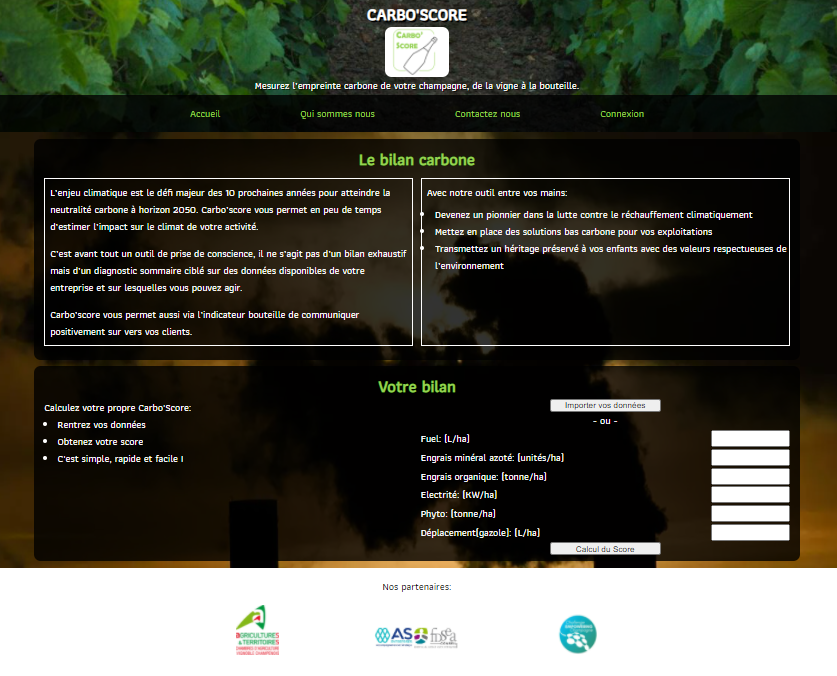 CARBO'SCORE
CARBO'
SCORE
Mesurez l'empreinte carbone de votre champagne, de la vigne à la bouteille.
Accueil
Qui sommes nous
Contactez nous
Connexion
Le bilan carbone
L'enjeu climatique est le défi majeur des 10 prochaines années pour atteindre la
neutralité carbone à horizon 2050. Carbo'score vous permet en peu de temps
d'estimer l'impact sur le climat de votre activité.
C'est avant tout un outil de prise de conscience, il ne s'agit pas d'un bilan exhaustif
mais d'un diagnostic sommaire ciblé sur des données disponibles de votre
entreprise et sur lesquelles vous pouvez agir.
Carbo'score vous permet aussi via l'indicateur bouteille de communiquer
positivement sur vers vos clients.
Avec notre outil entre vos mains:
Devenez un pionnier dans la lutte contre le réchauffement climatiquement
Mettez en place des solutions bas carbone pour vos exploitations
Transmettez un héritage préservé à vos enfants avec des valeurs respectueuses de
l'environnement
Votre bilan
Calculez votre propre Carbo'Score:
Rentrez vos données
Obtenez votre score
C'est simple, rapide et facile !
Importer vos données
- ou -
Fuel: (L/ha)
Engrais minéral azoté: (unités/ha)
Engrais organique: (tonne/ha)
Electrité: (KW/ha)
Phyto: (tonne/ha)
Déplacement(gazole): (L/ha)
Calcul du Score
Nos partenaires:
AGRICULTURES
& TERRITOIRES
CHAMBRES D'AGRICULTURE
AS
fdsea